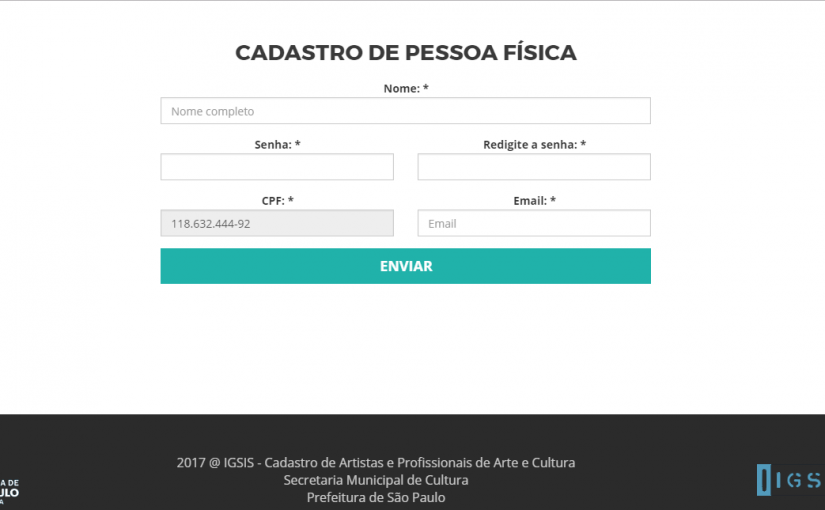 CADASTRO DE PESSOA FÍSICA
Nome: *
Nome completo
Senha: *
Redigite a senha: *
CPF: *
Email: *
118.632.444-92
Email
ENVIAR
2017 @ IGSIS - Cadastro de Artistas e Profissionais de Arte e Cultura
Secretaria Municipal de Cultura
Prefeitura de São Paulo
A DE
ULO
A
IGS